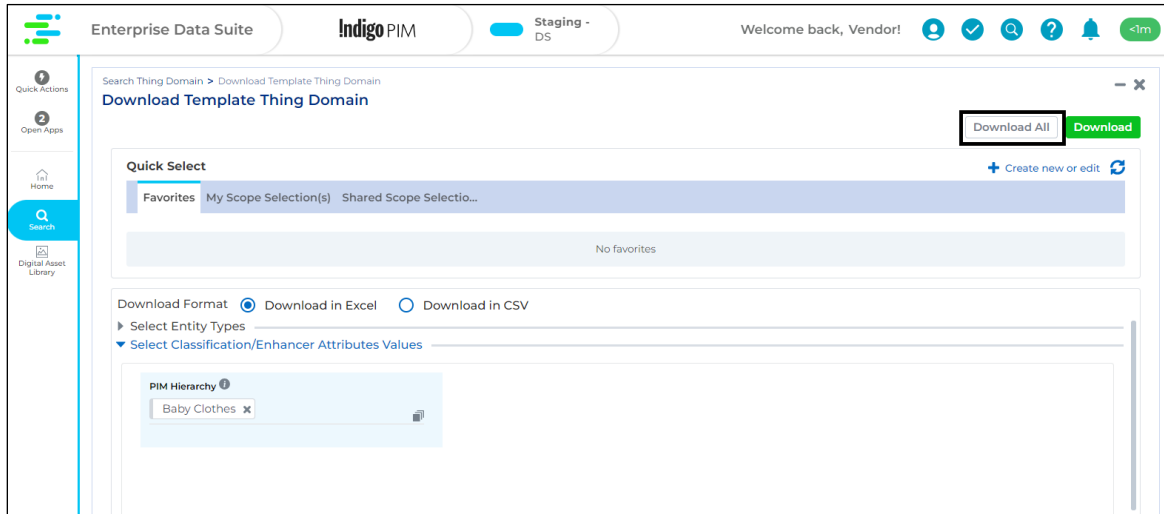 Enterprise Data Suite
Indigo PIM
Staging -
DS
Welcome back, Vendor!
?
<1m
Quick Actions
2
Open Apps
Home
Search
Digital Asset
Library
Search Thing Domain > Download Template Thing Domain
Download Template Thing Domain
Download All
Download
Quick Select
Create new or edit
Favorites
My Scope Selection(s)
Shared Scope Selectio...
No favorites
Download Format
Download in Excel
Download in CSV
Select Entity Types
Select Classification/Enhancer Attributes Values
PIM Hierarchy
Baby Clothes